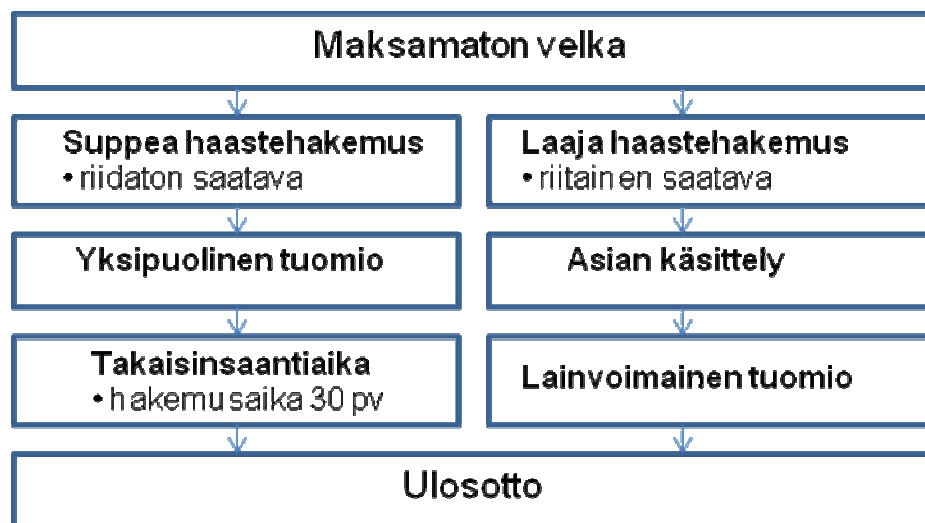 Maksamaton velka
Suppea haastehakemus
• riidaton saatava
Laaja haastehakemus
• riitainen saatava
Yksipuolinen tuomio
Asian käsittely
Takaisinsaantiaika
• hakemusaika 30 pv
Lainvoimainen tuomio
Ulosotto